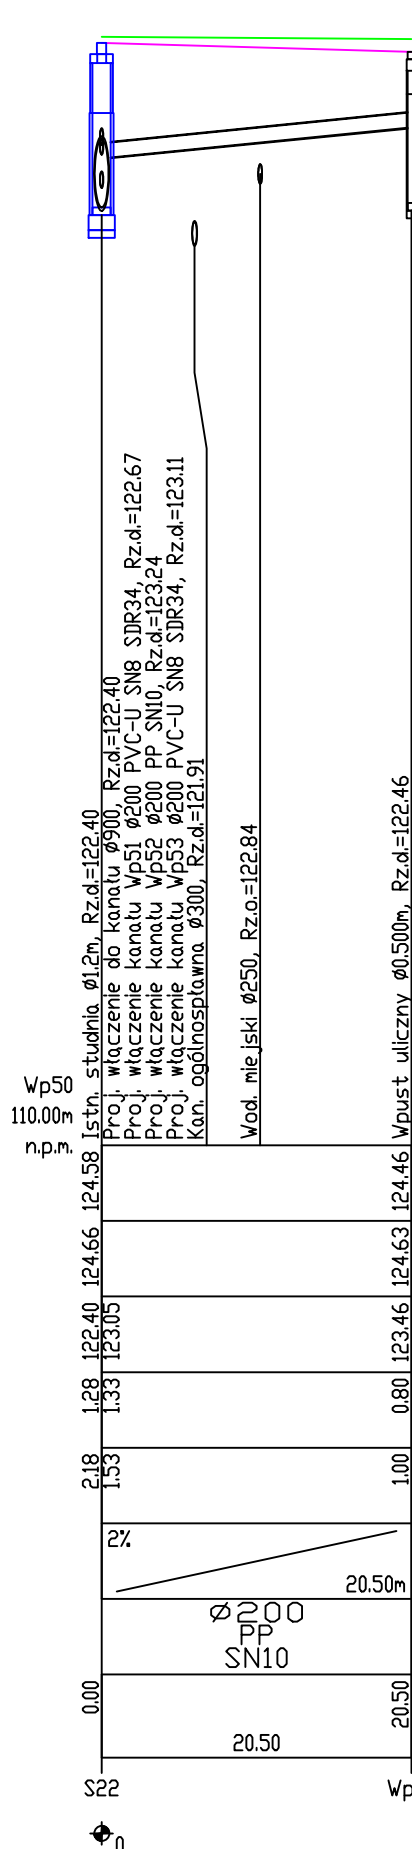 Istn. studnia ø1.2m, Rz.d.=122.40
Proj. włączenie do kanału ø900, Rz.d.=122.40
Proj. włączenie kanału Wp51 ø200 PVC-U SN8 SDR34, Rz.d.=122.67
Proj. włączenie kanału Wp52 ø200 PP SN10, Rz.d.=123.24
Proj. włączenie kanału Wp53 ø200 PVC-U SN8 SDR34, Rz.d.=123.11
Kan. ogólnospławna ø300, Rz.d.=121.91
Wod. miejski ø250, Rz.o.=122.84
Wpust uliczny ø0.500m, Rz.d.=122.46
Wp50
110.00m
n.p.m.
124.58 124.46
124.66 124.63
122.40 123.05 123.46
1.28 1.33 0.80
2.18 1.53 1.00
2%
20.50m
ø200
PP
SN10
0.00 20.50
20.50
S22 Wp
0